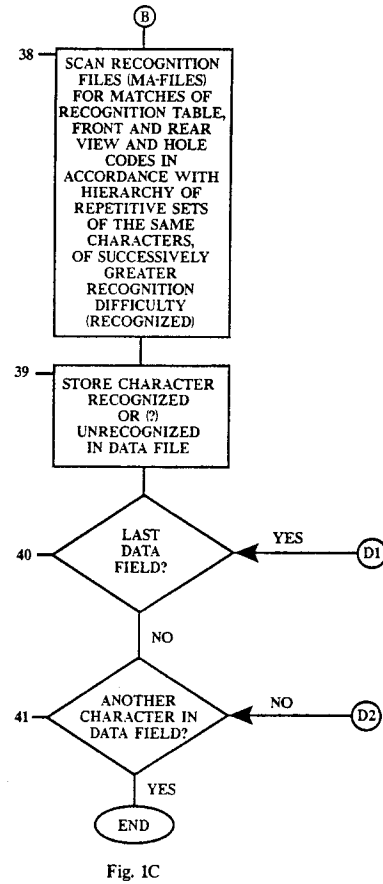 B
38
SCAN RECOGNITION
FILES (MA-FILES)
FOR MATCHES OF
RECOGNITION TABLE,
FRONT AND REAR
VIEW AND HOLE
CODES IN
ACCORDANCE WITH
HIERARCHY OF
REPETITIVE SETS
OF THE SAME
CHARACTERS,
OF SUCCESSIVELY
GREATER
RECOGNITION
DIFFICULTY
(RECOGNIZED)
39
STORE CHARACTER
RECOGNIZED
OR (?)
UNRECOGNIZED
IN DATA FILE
40
LAST
DATA
FIELD?
YES
D1
NO
41
ANOTHER
CHARACTER IN
DATA FIELD?
NO
D2
YES
END
Fig. 1C